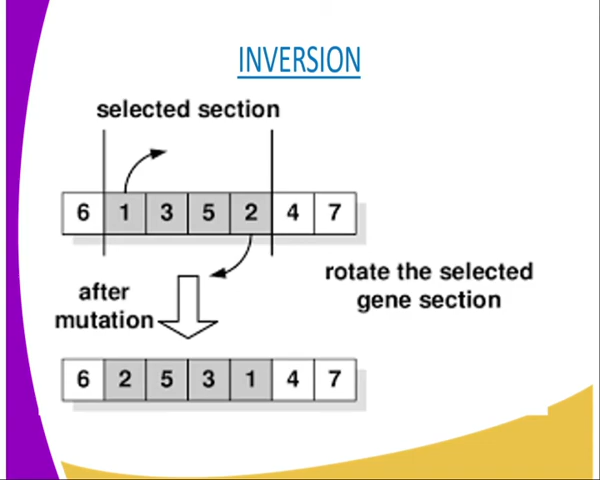 INVERSION
selected section
6 1 3 5 2 4 7
rotate the selected
gene section
after
mutation
6 2 5 3 1 4 7